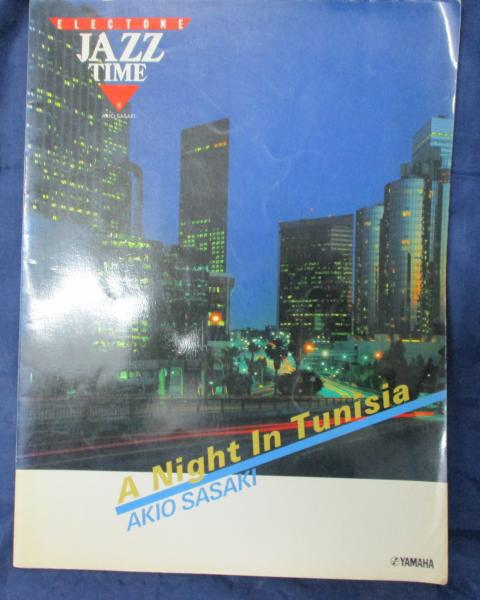 ELECTONE
JAZZ
TIME
AKIO SASAKI
A Night In Tunisia
AKIO SASAKI
YAMAHA